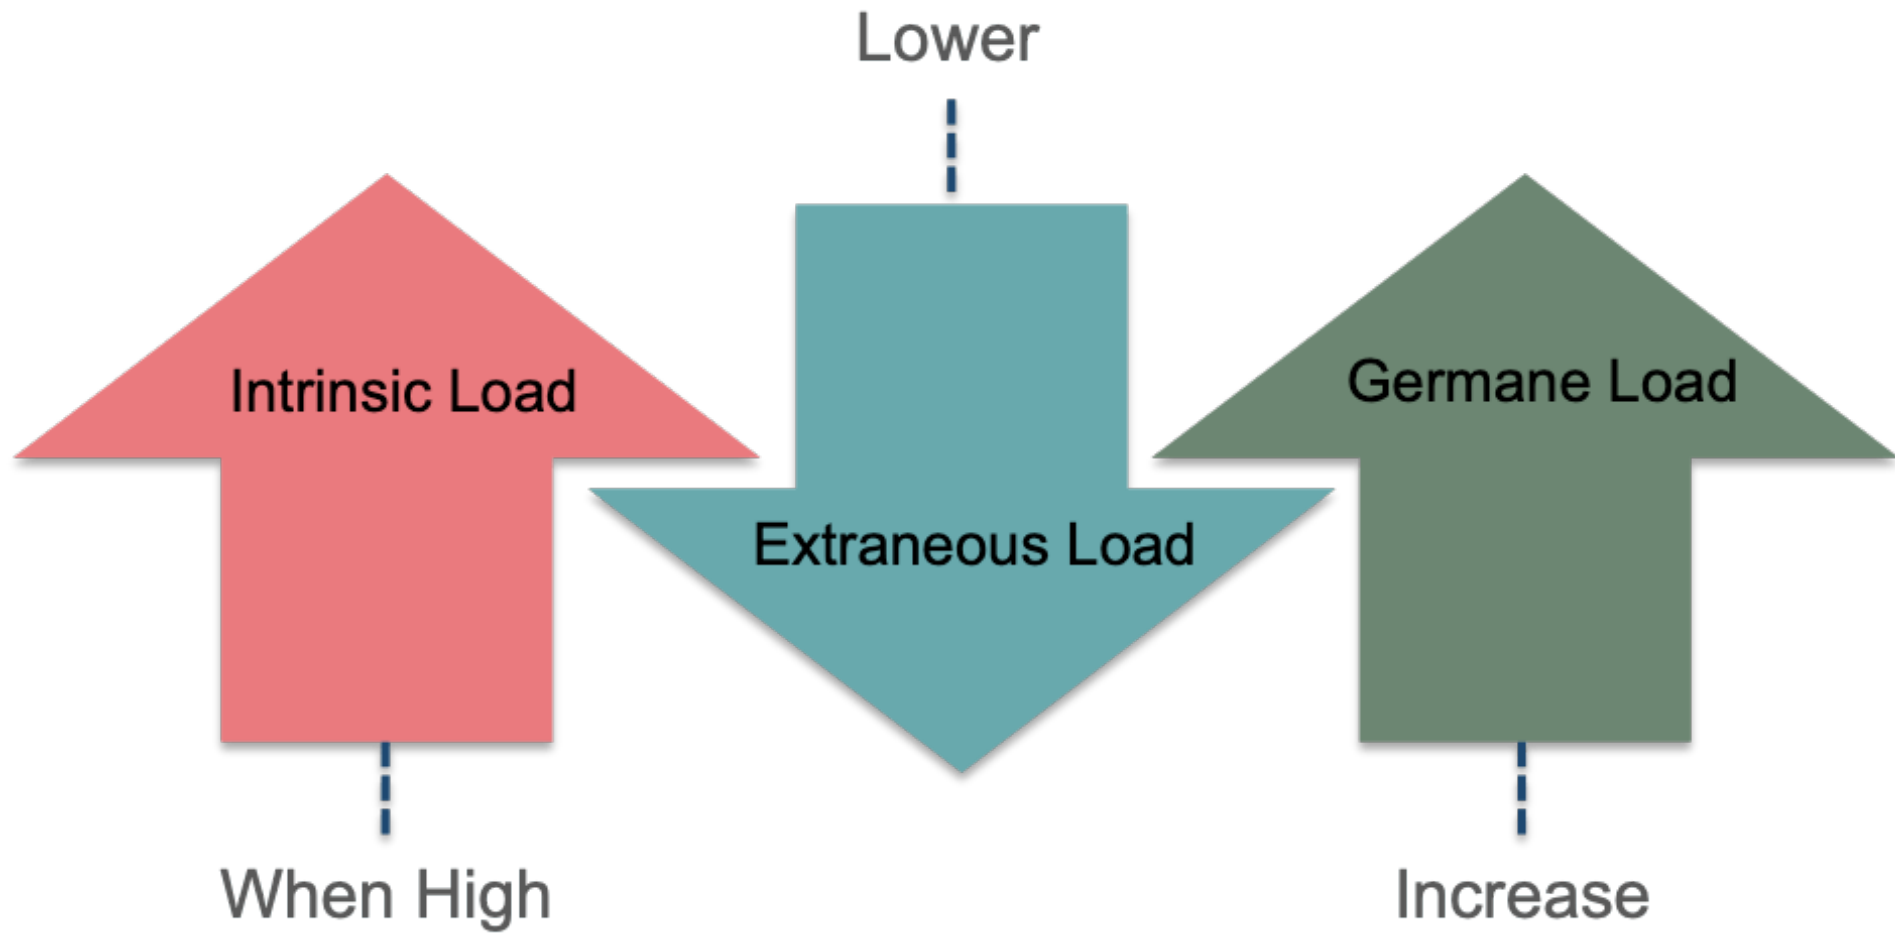 Lower
Intrinsic Load
Germane Load
Extraneous Load
When High
Increase